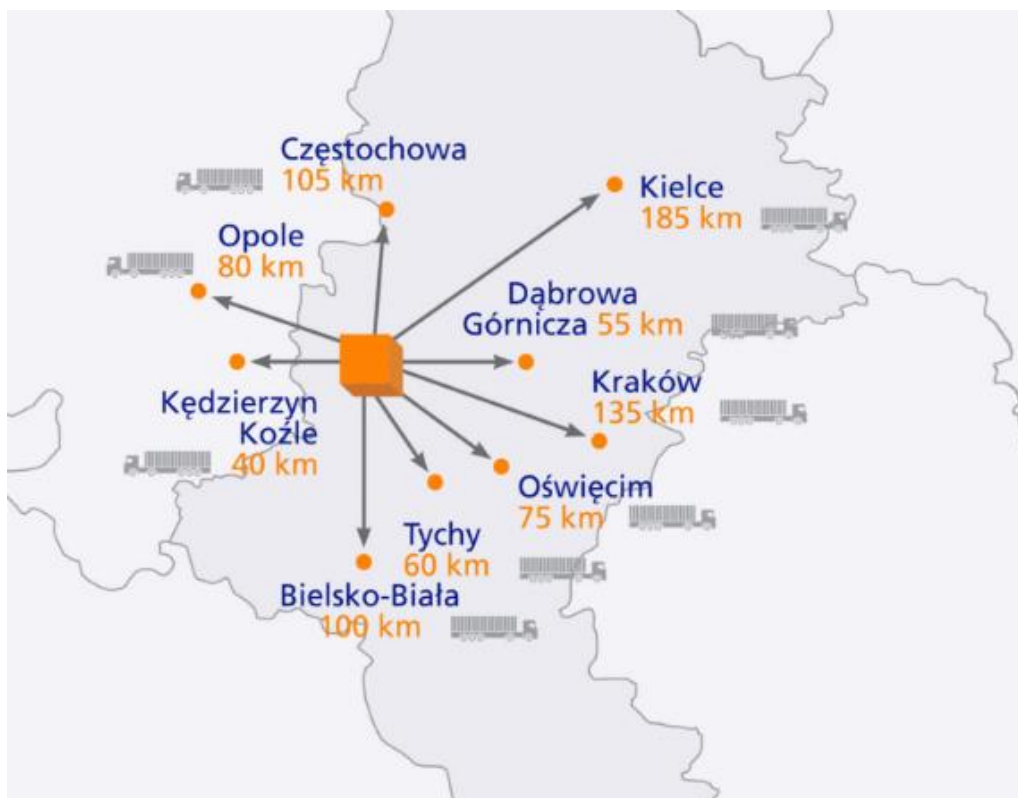 Częstochowa
105 km
Kielce
185 km
Opole
80 km
Dąbrowa
Górnicza 55 km
Kraków
135 km
Kędzierzyn
Koźle
40 km
Oświęcim
75 km
Tychy
60 km
Bielsko-Biała
100 km